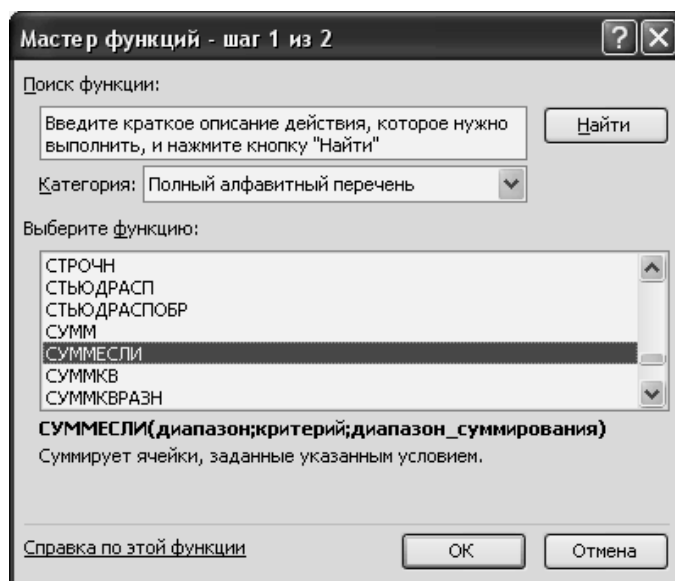 Мастер функций - шаг 1 из 2
Поиск функции:
Введите краткое описание действия, которое нужно
выполнить, и нажмите кнопку "Найти"
Найти
Категория: Полный алфавитный перечень
Выберите функцию:
СТРОЧН
СТЬЮДРАСП
СТЬЮДРАСПОБР
СУММ
СУММЕСЛИ
СУММКВ
СУММКВРАЗН
СУММЕСЛИ(диапазон;критерий;диапазон_суммирования)
Суммирует ячейки, заданные указанным условием.
Справка по этой функции
ОК
Отмена